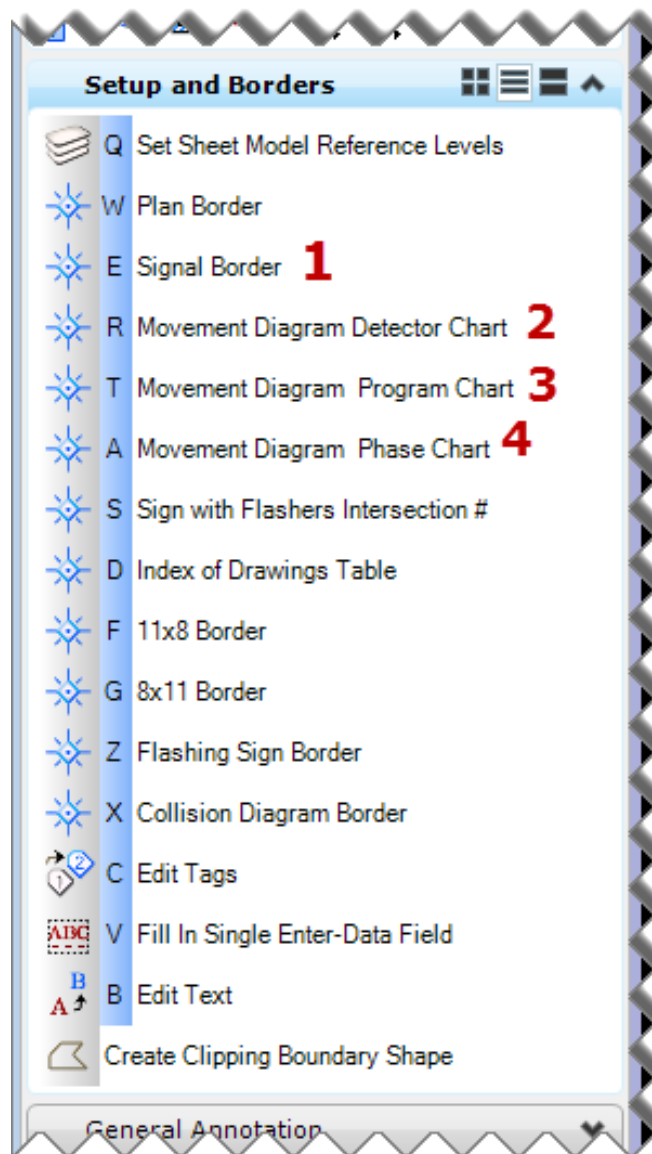 Setup and Borders
Q Set Sheet Model Reference Levels
W Plan Border
E Signal Border 1
R Movement Diagram Detector Chart 2
T Movement Diagram Program Chart 3
A Movement Diagram Phase Chart 4
S Sign with Flashers Intersection #
D Index of Drawings Table
F 11x8 Border
G 8x11 Border
Z Flashing Sign Border
X Collision Diagram Border
1 2 C Edit Tags
ABC V Fill In Single Enter-Data Field
A B B Edit Text
Create Clipping Boundary Shape
General Annotation